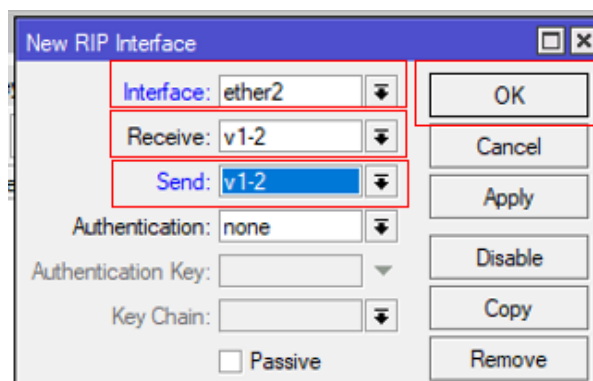 New RIP Interface
Interface: ether2
OK
Receive: v1-2
Cancel
Send: v1-2
Apply
Authentication: none
Authentication Key:
Disable
Key Chain:
Copy
Passive
Remove